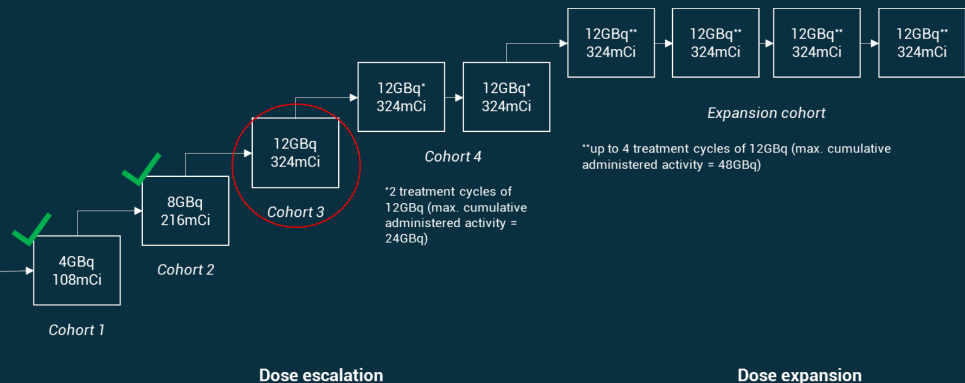 4GBq
108mCi
Cohort 1
8GBq
216mCi
Cohort 2
12GBq
324mCi
Cohort 3
12GBq*
324mCi
12GBq*
324mCi
Cohort 4
*2 treatment cycles of
12GBq (max. cumulative
administered activity =
24GBq)
12GBq**
324mCi
12GBq**
324mCi
12GBq**
324mCi
12GBq**
324mCi
Expansion cohort
**up to 4 treatment cycles of 12GBq (max. cumulative
administered activity = 48GBq)
Dose escalation
Dose expansion